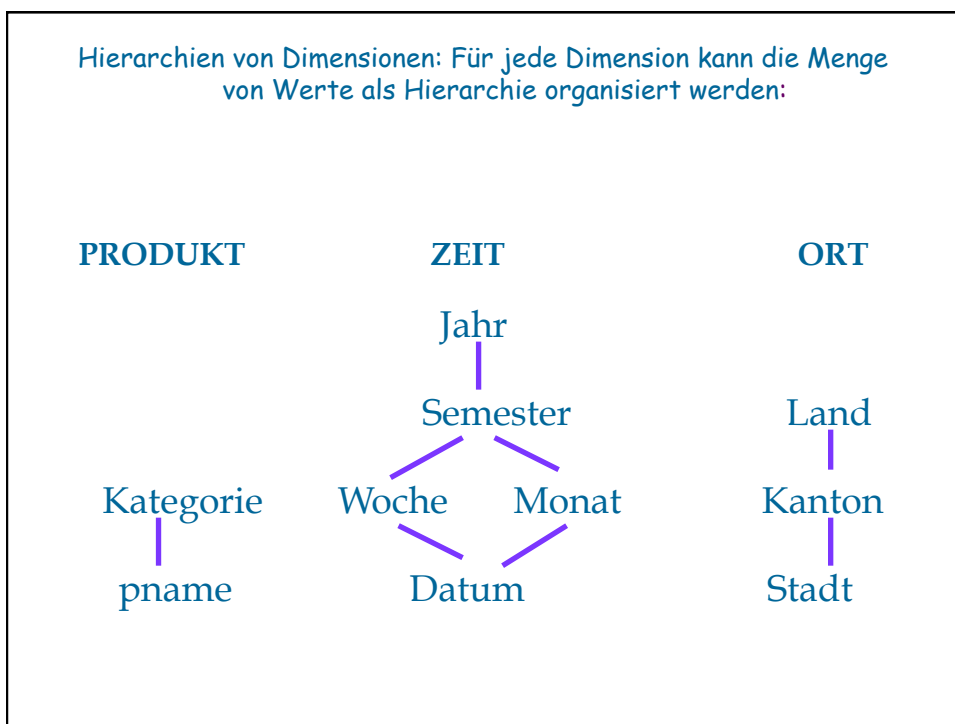 Hierarchien von Dimensionen: Für jede Dimension kann die Menge
von Werte als Hierarchie organisiert werden:
PRODUKT ZEIT ORT
Jahr
Semester Land
Kategorie Woche Monat Kanton
pname Datum Stadt